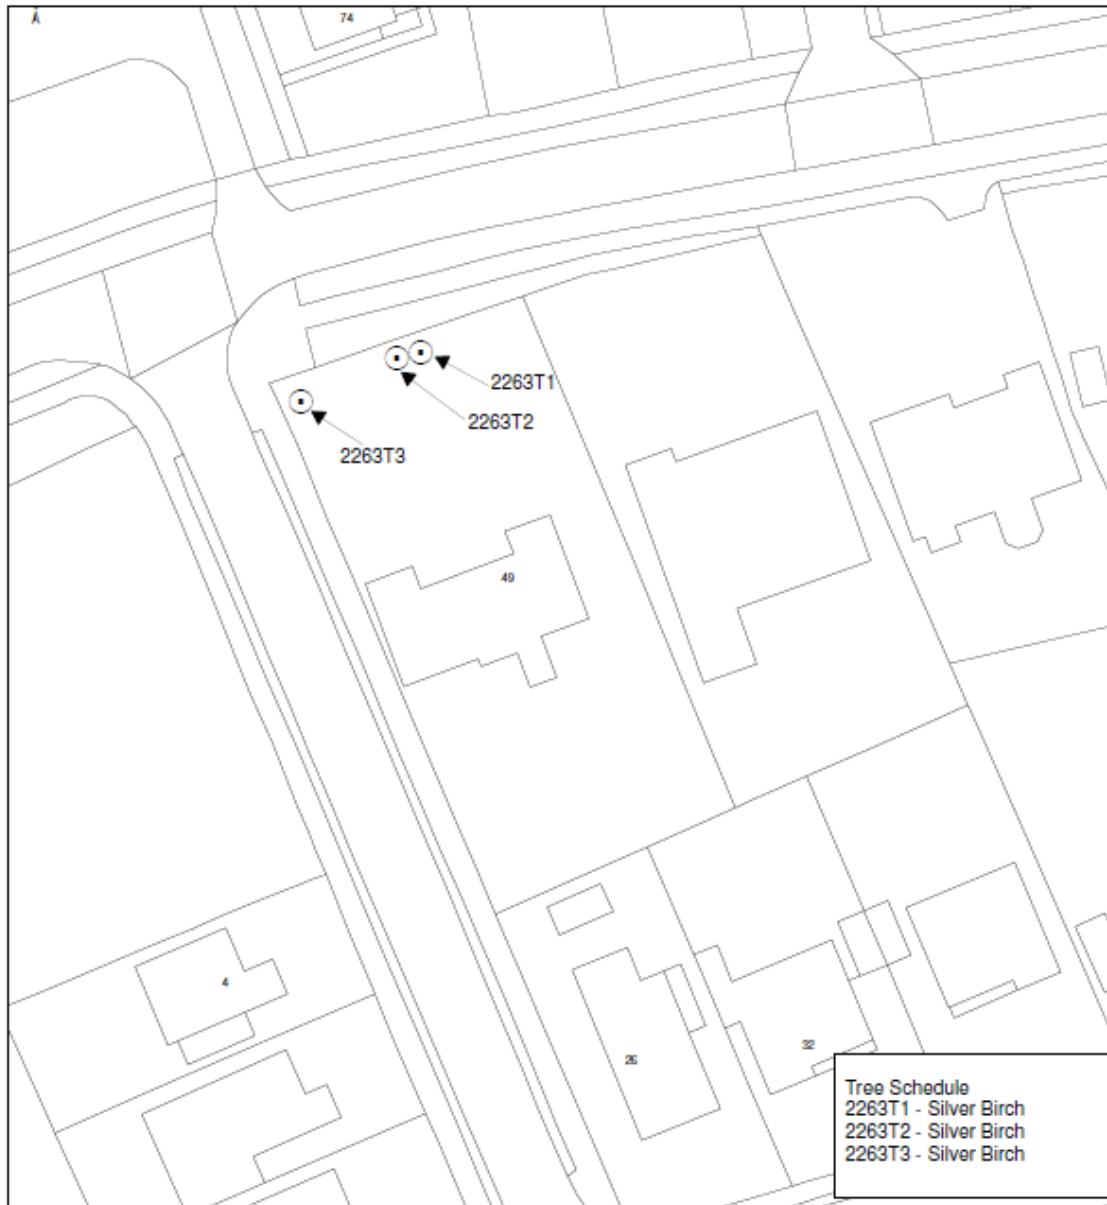 74
2263T1
2263T2
2263T3
49
4
26
32
Tree Schedule
2263T1 - Silver Birch
2263T2 - Silver Birch
2263T3 - Silver Birch